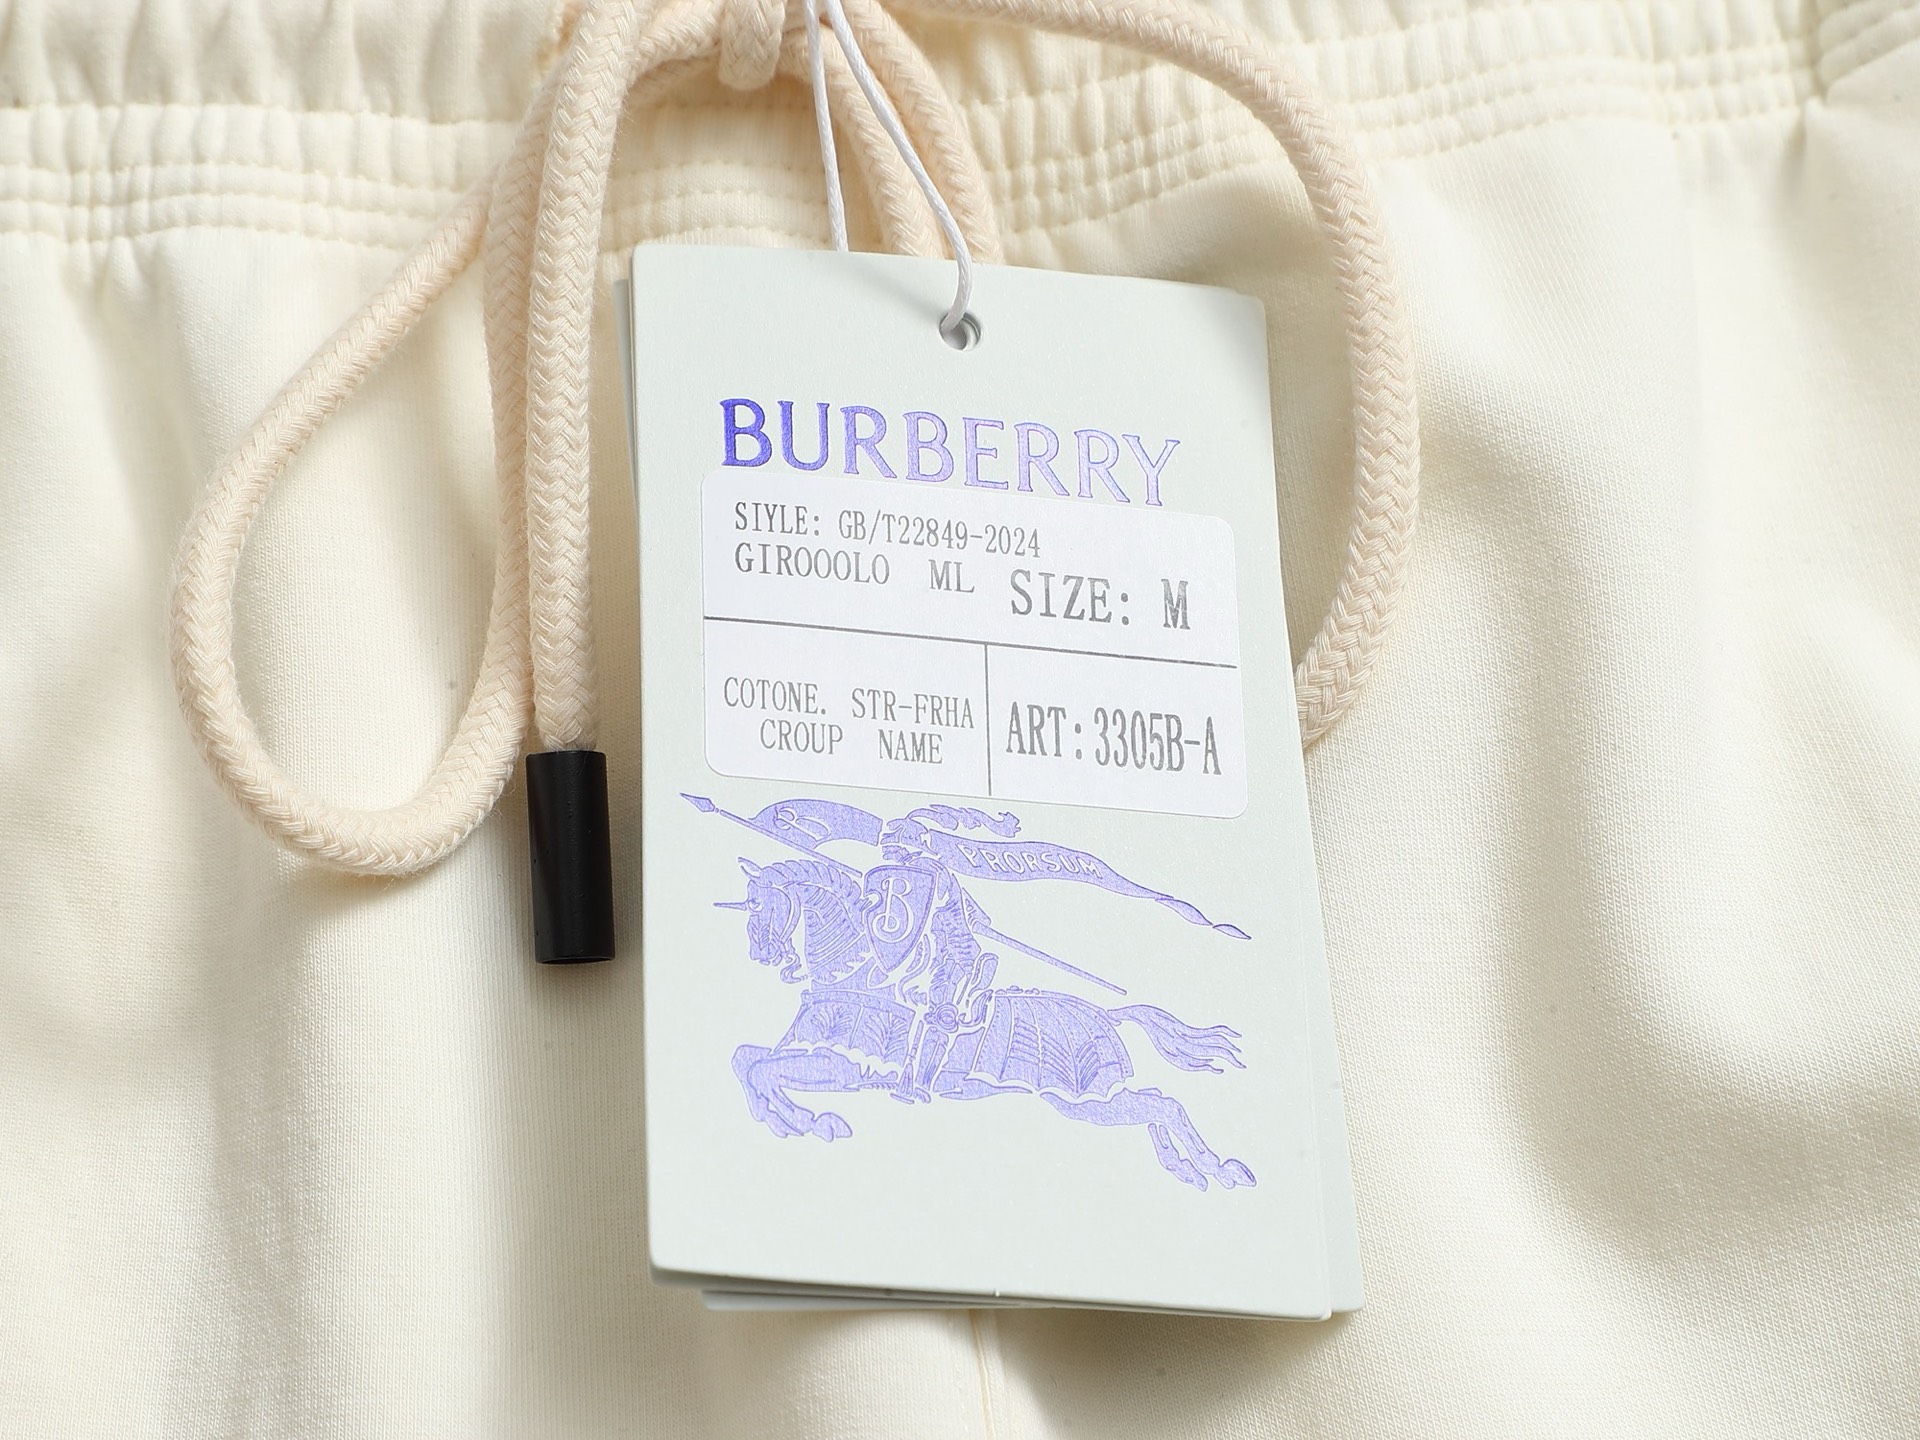 BURBERRY
SIYLE: GB/T22849-2024
GIROOOLO ML SIZE: M
COTONE. STR-FRHA
CROUP NAME
ART:3305B-A
PRORSUM
B